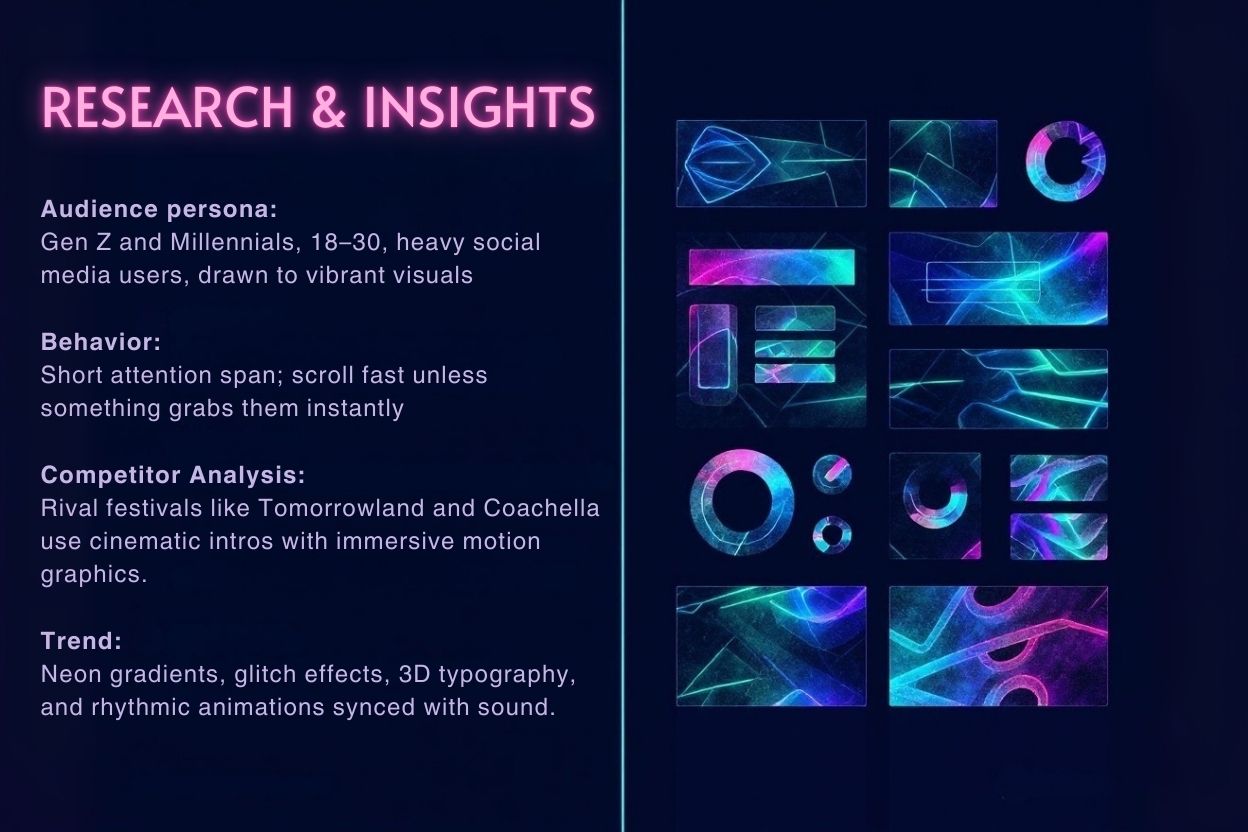 RESEARCH & INSIGHTS
Audience persona:
Gen Z and Millennials, 18–30, heavy social
media users, drawn to vibrant visuals
Behavior:
Short attention span; scroll fast unless
something grabs them instantly
Competitor Analysis:
Rival festivals like Tomorrowland and Coachella
use cinematic intros with immersive motion
graphics.
Trend:
Neon gradients, glitch effects, 3D typography,
and rhythmic animations synced with sound.